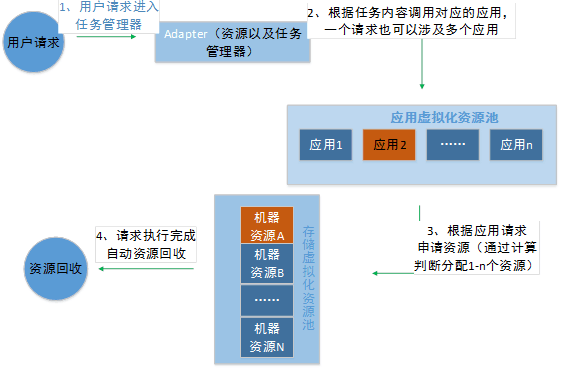 用户请求
1、用户请求进入
任务管理器
Adapter（资源以及任务
管理器）
2、根据任务内容调用对应的应用，
一个请求也可以涉及多个应用
应用虚拟化资源池
应用1
应用2
……
应用n
3、根据应用请求
申请资源（通过计算
判断分配1-n个资源）
存储虚拟化资源池
机器
资源A
机器
资源B
……
机器
资源N
4、请求执行完成
自动资源回收
资源回收